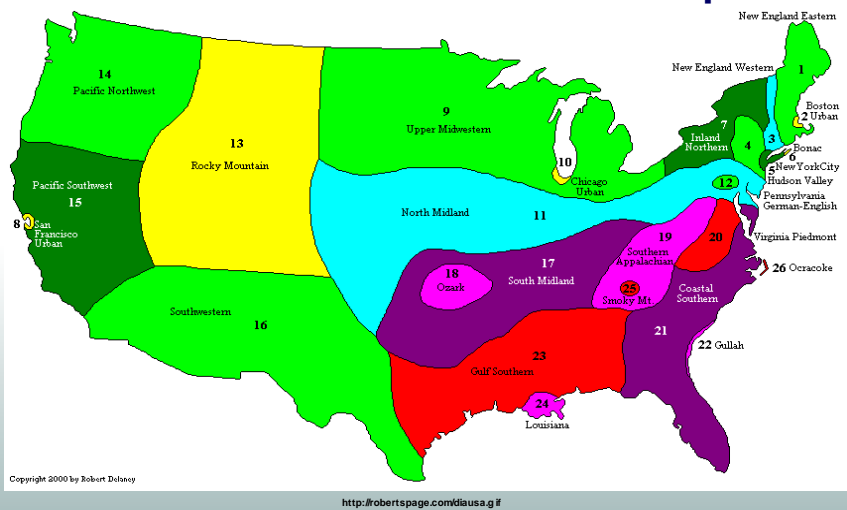 New England Eastern
14
Pacific Northwest
New England Western
1
9
Upper Midwestern
13
Rocky Mountain
7
Inland
Northern
2
Boston
Urban
3
4
Bonac
6
5
New York City
Hudson Valley
10
Chicago
Urban
12
Pennsylvania
German-English
Pacific Southwest
15
8
San
Francisco
Urban
North Midland
11
Virginia Piedmont
19
Southern
Appalachian
20
17
South Midland
18
Ozark
26 Ocracoke
25
Smoky Mt.
Coastal
Southern
21
Southwestern
16
22 Gullah
23
Gulf Southern
24
Louisiana
Copyright 2000 by Robert Delaney
http://robertspage.com/diausa.gif